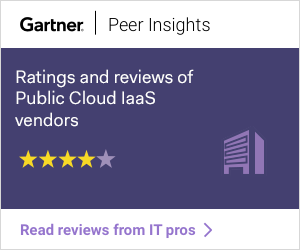 Gartner | Peer Insights
Ratings and reviews of
Public Cloud IaaS
vendors
Read reviews from IT pros